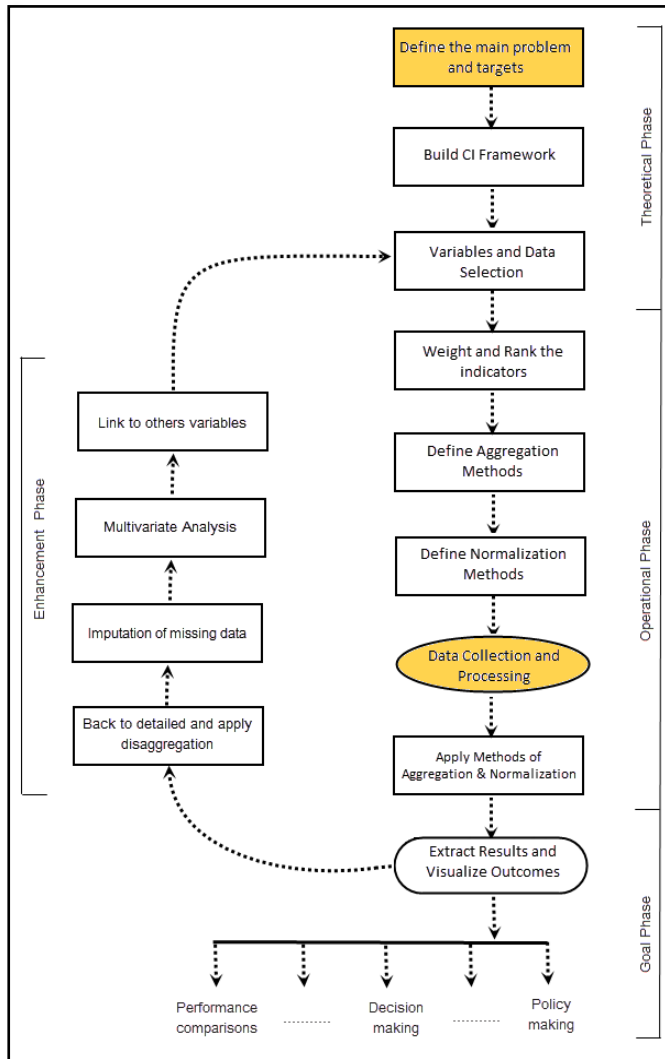 Define the main problem
and targets
Build CI Framework
Variables and Data
Selection
Theoretical Phase
Weight and Rank the
indicators
Define Aggregation
Methods
Define Normalization
Methods
Data Collection and
Processing
Apply Methods of
Aggregation & Normalization
Operational Phase
Link to others variables
Multivariate Analysis
Imputation of missing data
Back to detailed and apply
disaggregation
Enhancement Phase
Extract Results and
Visualize Outcomes
Performance
comparisons
Decision
making
Policy
making
Goal Phase